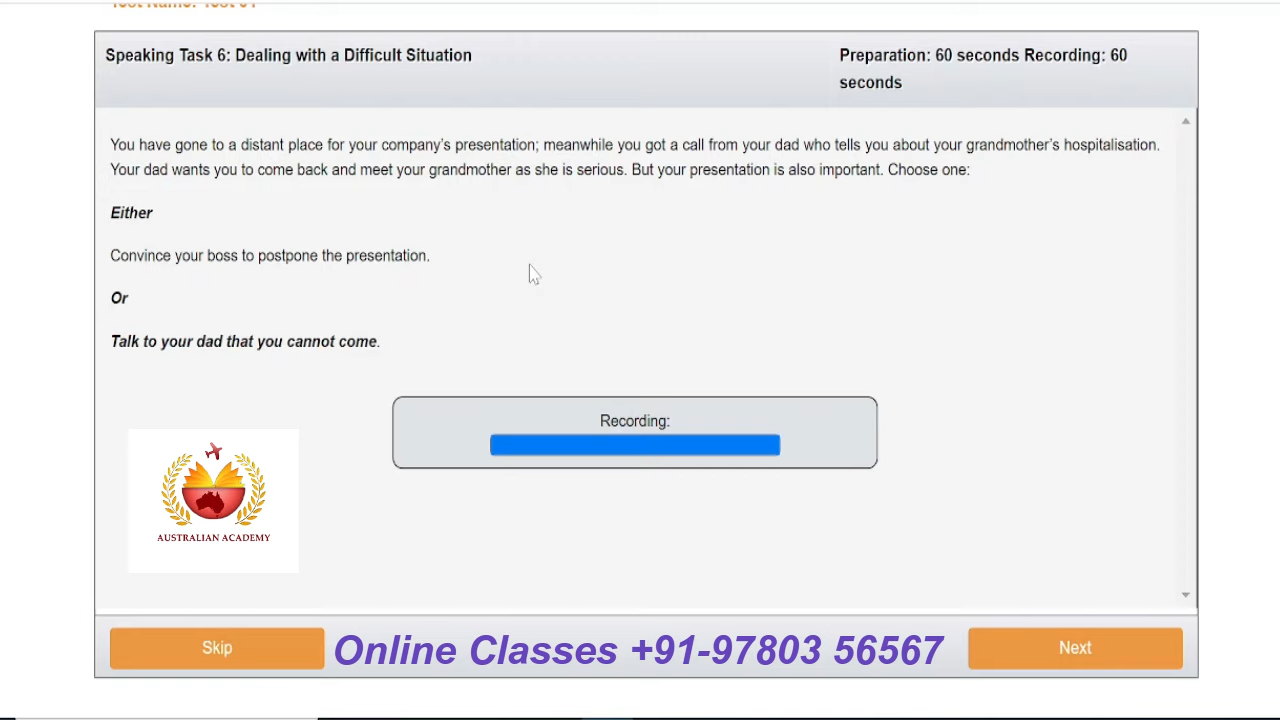 Speaking Task 6: Dealing with a Difficult Situation
Preparation: 60 seconds Recording: 60
seconds
You have gone to a distant place for your company's presentation; meanwhile you got a call from your dad who tells you about your grandmother's hospitalisation.
Your dad wants you to come back and meet your grandmother as she is serious. But your presentation is also important. Choose one:
Either
Convince your boss to postpone the presentation.
Or
Talk to your dad that you cannot come.
Recording:
AUSTRALIAN ACADEMY
Skip
Online Classes +91-97803 56567
Next